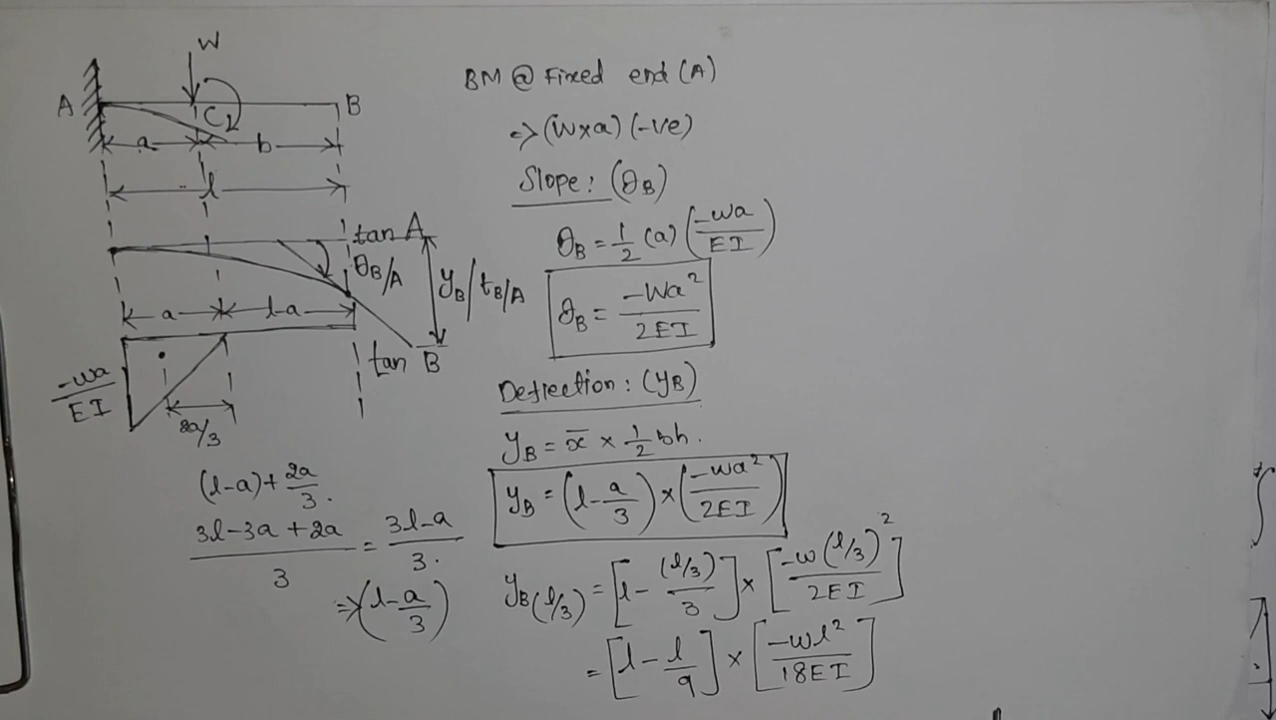 W
A
B
C
a
b
l
tan A
θB/A
yB/tB/A
a
l-a
tan B
-wa/EI
2a/3
(l-a)+2a/3.
(3l-3a+2a)/3 = (3l-a)/3.
=>(l-a/3)
BM @ Fixed end (A)
=> (W×a) (-ve)
Slope: (θB)
θB = 1/2 (a) (-wa/EI)
θB = -Wa²/2EI
Deflection: (yB)
yB = x̄ × 1/2 bh.
yB = (l-a/3) × (-wa²/2EI)
yB(l/3) = [l-(l/3)/3] × [-w(l/3)²/2EI]
= [l-l/9] × [-wl²/18EI]